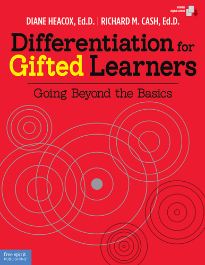 DIANE HEACOX, Ed.D. | RICHARD M. CASH, Ed.D.
Differentiation for
Gifted Learners
Going Beyond the Basics
free spirit
PUBLISHING®